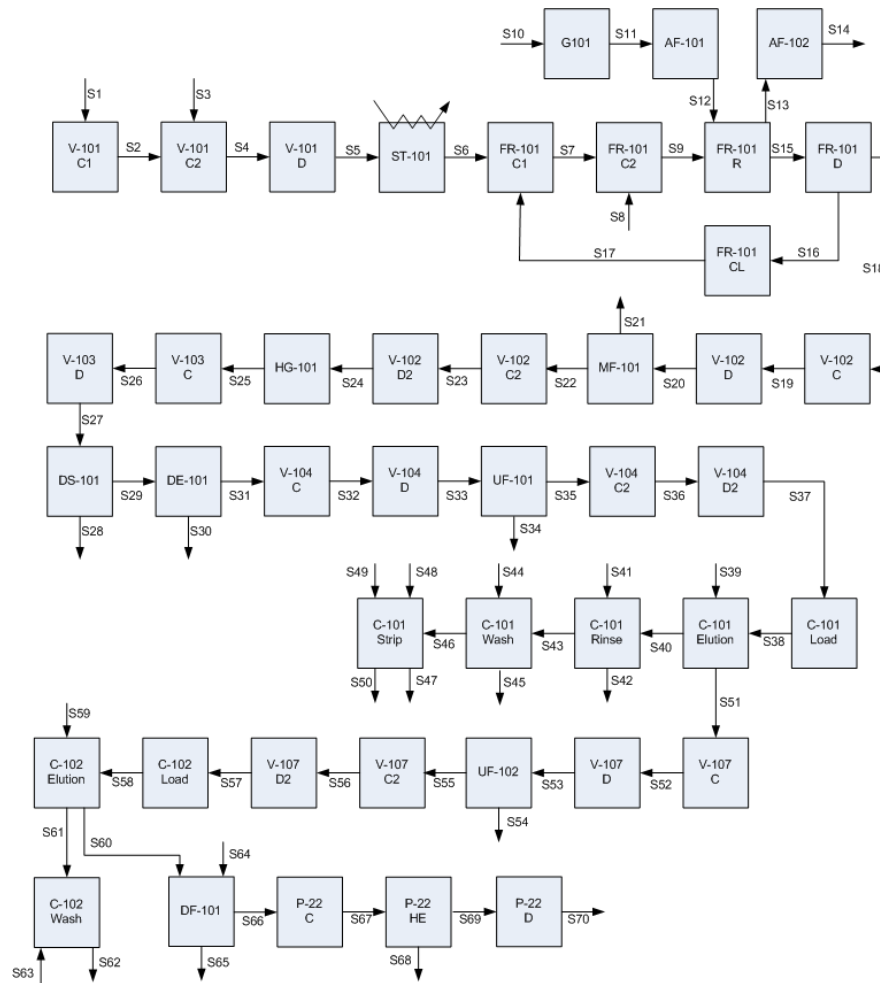 S10
G101
S11
AF-101
AF-102
S14
S1
S3
S12
S13
V-101
C1
S2
V-101
C2
S4
V-101
D
S5
ST-101
S6
FR-101
C1
S7
FR-101
C2
S9
FR-101
R
S15
FR-101
D
S8
S17
FR-101
CL
S16
S18
S21
V-103
D
S26
V-103
C
S25
HG-101
S24
V-102
D2
S23
V-102
C2
S22
MF-101
S20
V-102
D
S19
V-102
C
S27
DS-101
S29
DE-101
S31
V-104
C
S32
V-104
D
S33
UF-101
S35
V-104
C2
S36
V-104
D2
S37
S28
S30
S34
S49
S48
S44
S41
S39
C-101
Strip
S46
C-101
Wash
S43
C-101
Rinse
S40
C-101
Elution
S38
C-101
Load
S50
S47
S45
S42
S51
S59
C-102
Elution
S58
C-102
Load
S57
V-107
D2
S56
V-107
C2
S55
UF-102
S53
V-107
D
S52
V-107
C
S54
S61
S60
S64
C-102
Wash
DF-101
S66
P-22
C
S67
P-22
HE
S69
P-22
D
S70
S63
S62
S65
S68